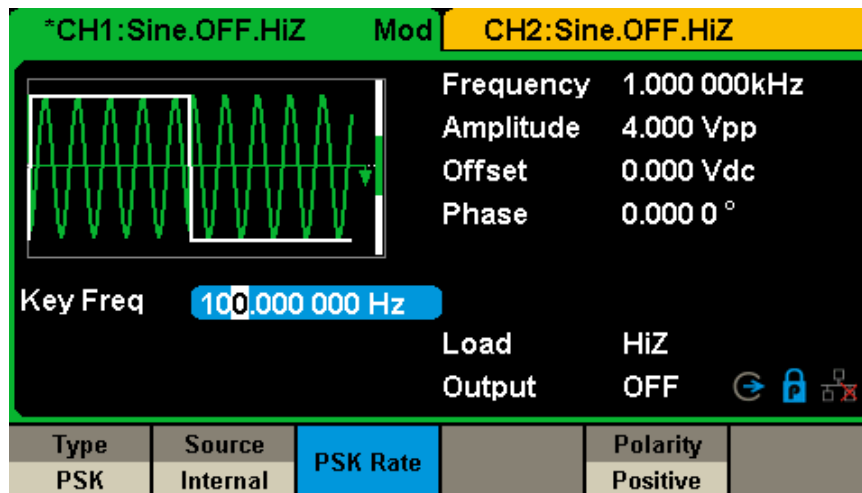 *CH1:Sine.OFF.HiZ Mod CH2:Sine.OFF.HiZ
Frequency 1.000 000kHz
Amplitude 4.000 Vpp
Offset 0.000 Vdc
Phase 0.000 0 °
Key Freq 100.000 000 Hz
Load HiZ
Output OFF P
Type Source PSK Rate Polarity
PSK Internal Positive